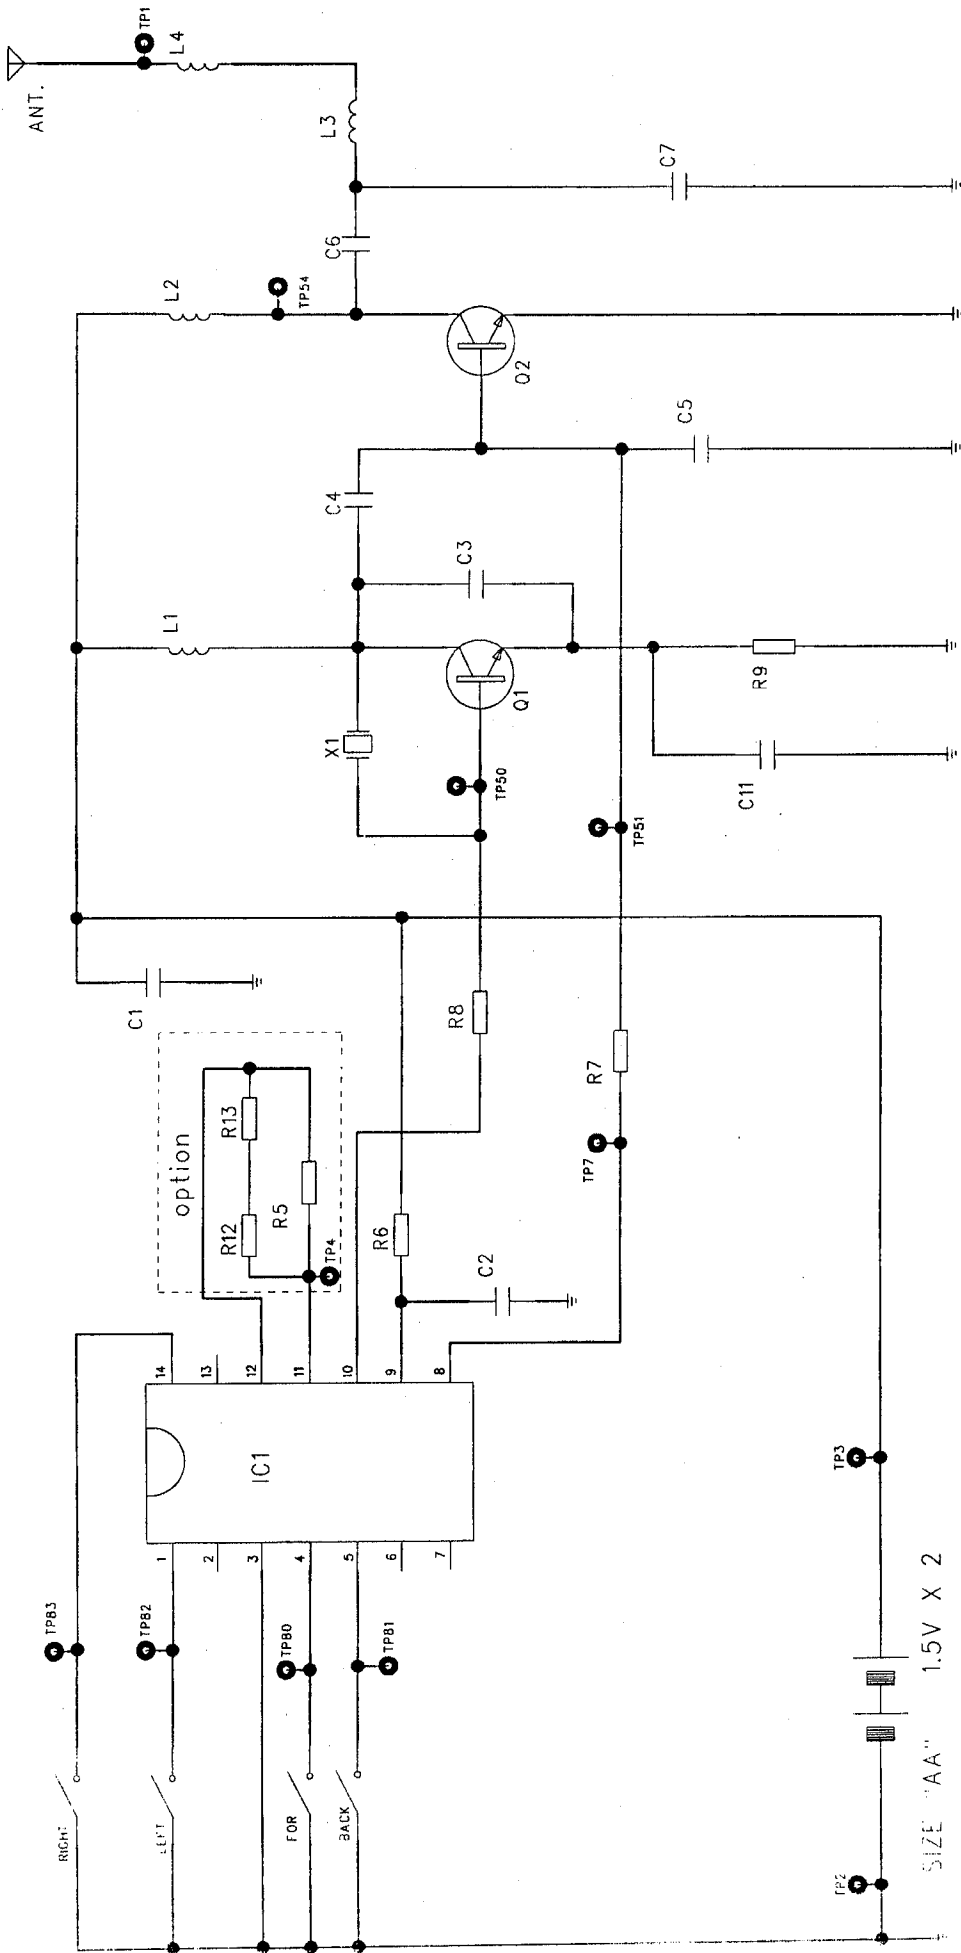 RIGHT
LEFT
FOR
BACK
TP83
TP82
TP80
TP81
1
2
3
4
5
6
7
IC1
14
13
12
11
10
9
8
option
R12
R13
R5
TP4
R6
C2
C1
R8
R7
TP7
TP50
TP51
X1
Q1
L1
C3
C4
C11
R9
C5
Q2
L2
TP54
C6
C7
L3
L4
TP1
ANT.
TP2
TP3
SIZE "AA" 1.5V X 2